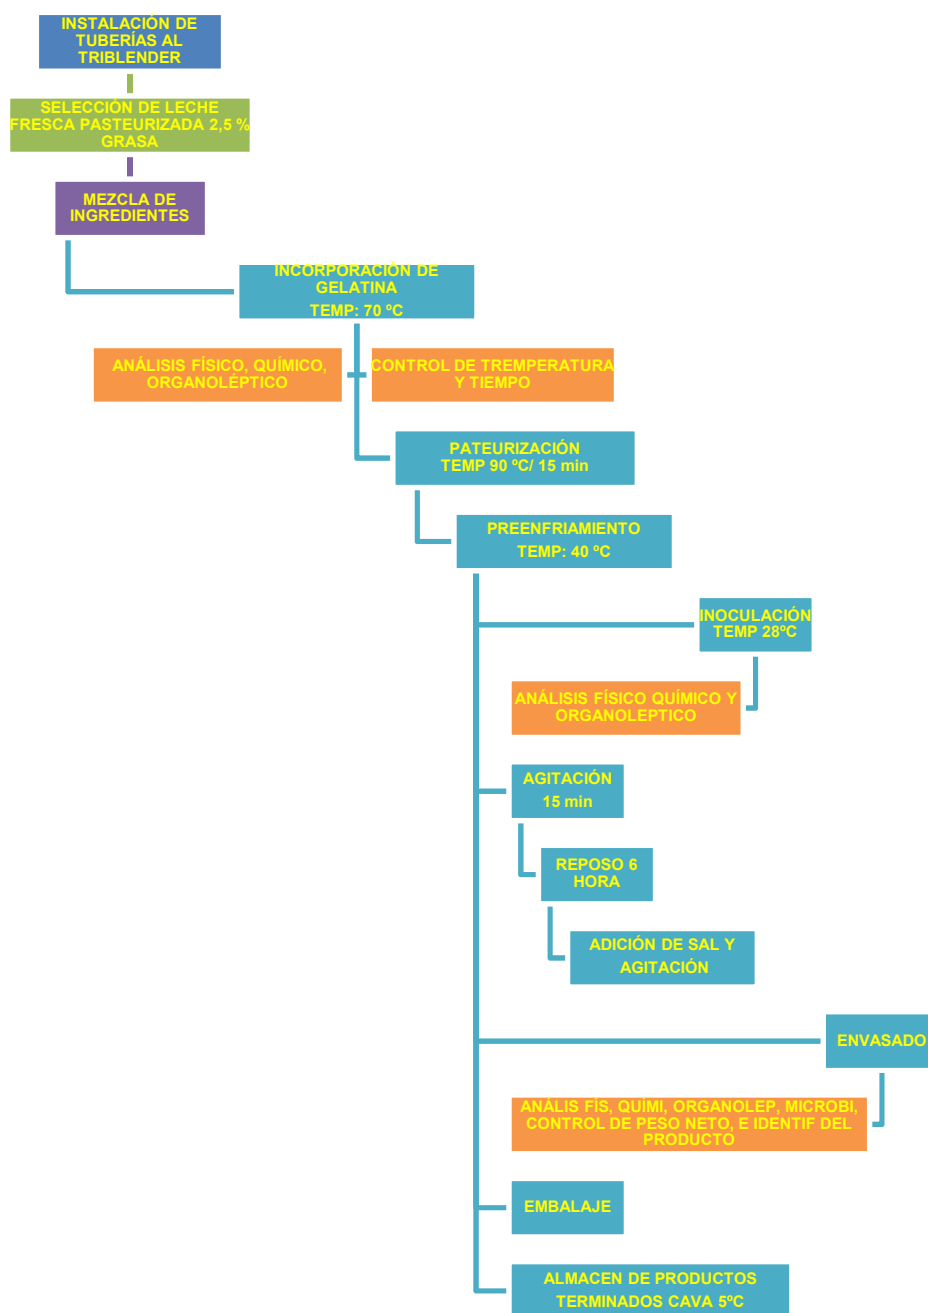 INSTALACIÓN DE
TUBERÍAS AL
TRIBLENDER
SELECCIÓN DE LECHE
FRESCA PASTEURIZADA 2,5 %
GRASA
MEZCLA DE
INGREDIENTES
INCORPORACIÓN DE
GELATINA
TEMP: 70 ºC
ANÁLISIS FÍSICO, QUÍMICO,
ORGANOLÉPTICO
CONTROL DE TREMPERATURA
Y TIEMPO
PATEURIZACIÓN
TEMP 90 ºC/ 15 min
PREENFRIAMIENTO
TEMP: 40 ºC
INOCULACIÓN
TEMP 28ºC
ANÁLISIS FÍSICO QUÍMICO Y
ORGANOLEPTICO
AGITACIÓN
15 min
REPOSO 6
HORA
ADICIÓN DE SAL Y
AGITACIÓN
ENVASADO
ANÁLIS FÍS, QUÍMI, ORGANOLEP, MICROBI,
CONTROL DE PESO NETO, E IDENTIF DEL
PRODUCTO
EMBALAJE
ALMACEN DE PRODUCTOS
TERMINADOS CAVA 5ºC